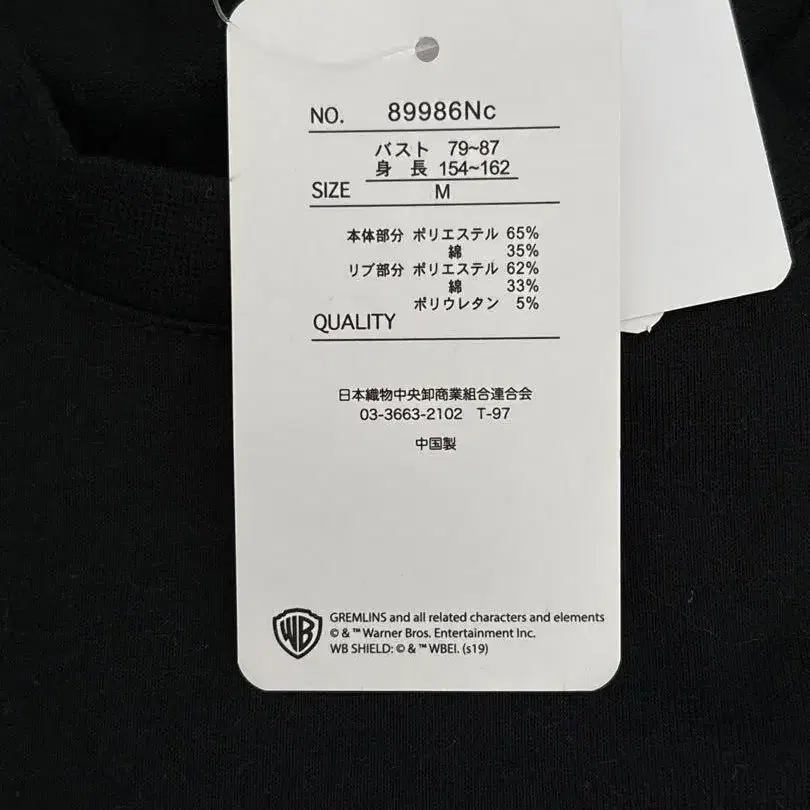 NO. 89986Nc
バスト 79~87
身 長 154~162
SIZE M
本体部分 ポリエステル 65%
綿 35%
リブ部分 ポリエステル 62%
綿 33%
ポリウレタン 5%
QUALITY
日本織物中央卸商業組合連合会
03-3663-2102 T-97
中国製
WB
GREMLINS and all related characters and elements
© & ™ Warner Bros. Entertainment Inc.
WB SHIELD: © & ™ WBEI. (s19)